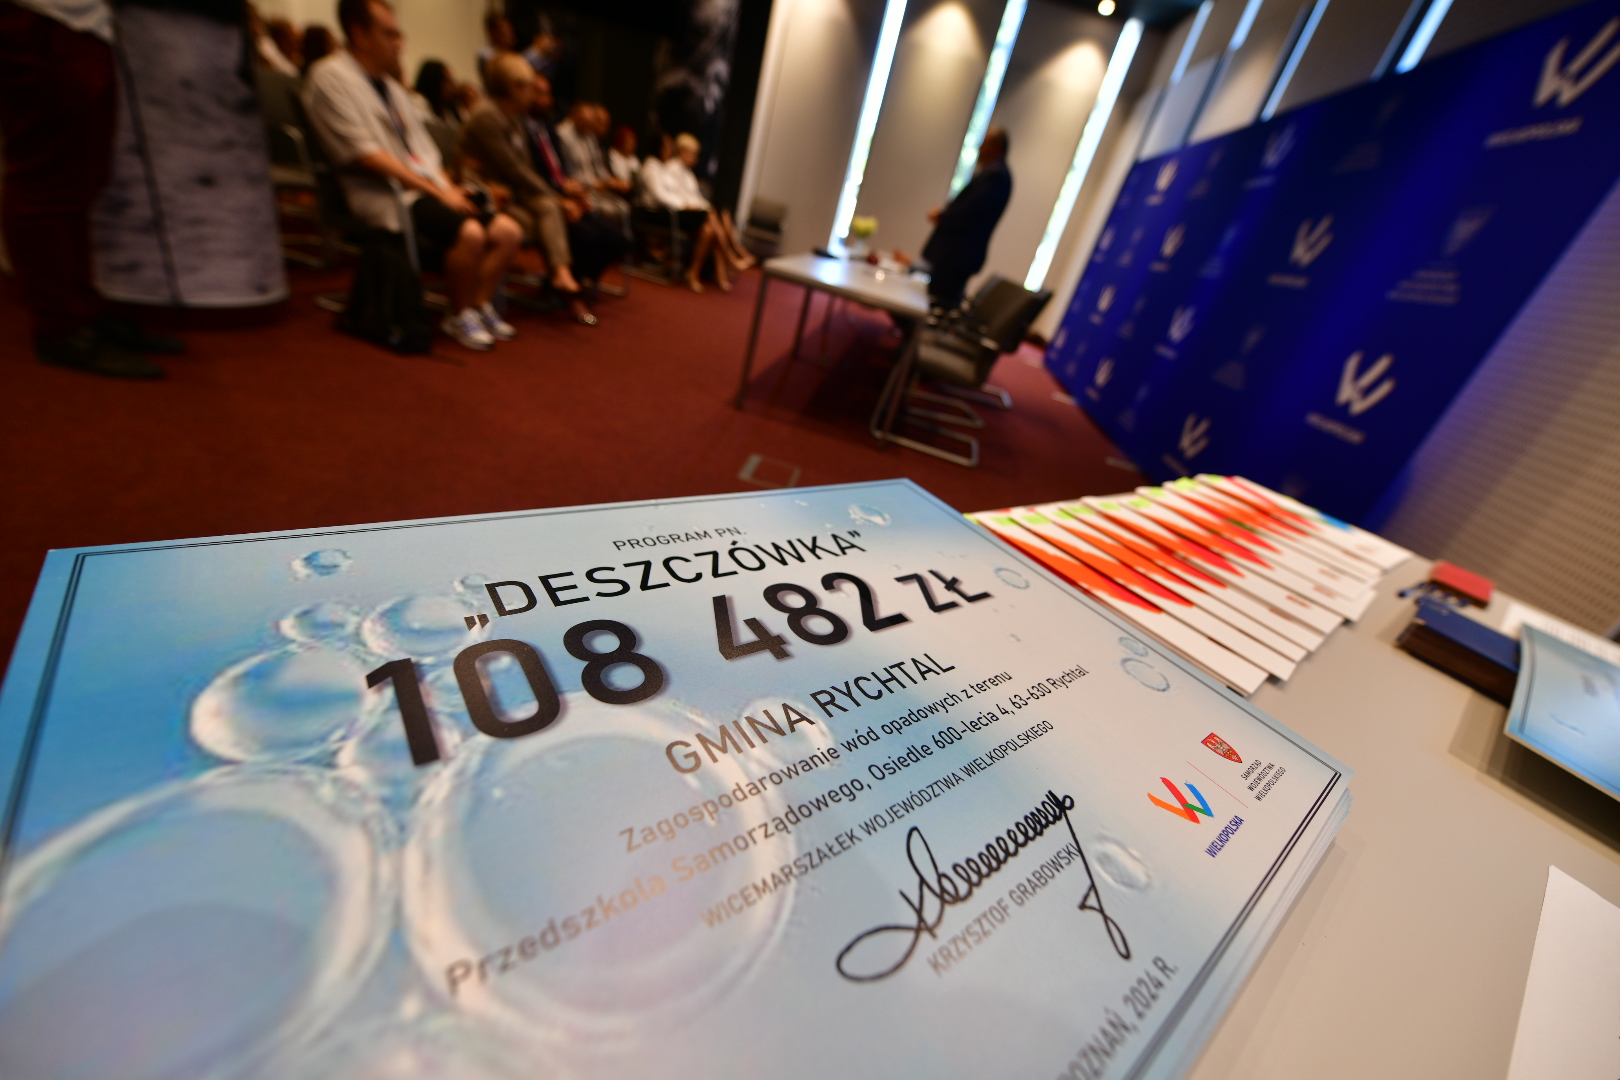 PROGRAM PN.
„DESZCZÓWKA”
108 482 ZŁ
GMINA RYCHTAL
Zagospodarowanie wód opadowych z terenu
Przedszkola Samorządowego, Osiedle 600-lecia 4, 63-630 Rychtal
WICEMARSZAŁEK WOJEWÓDZTWA WIELKOPOLSKIEGO
KRZYSZTOF GRABOWSKI
WIELKOPOLSKA
SAMORZĄD
WOJEWÓDZTWA
WIELKOPOLSKIEGO
POZNAŃ, 2024 R.